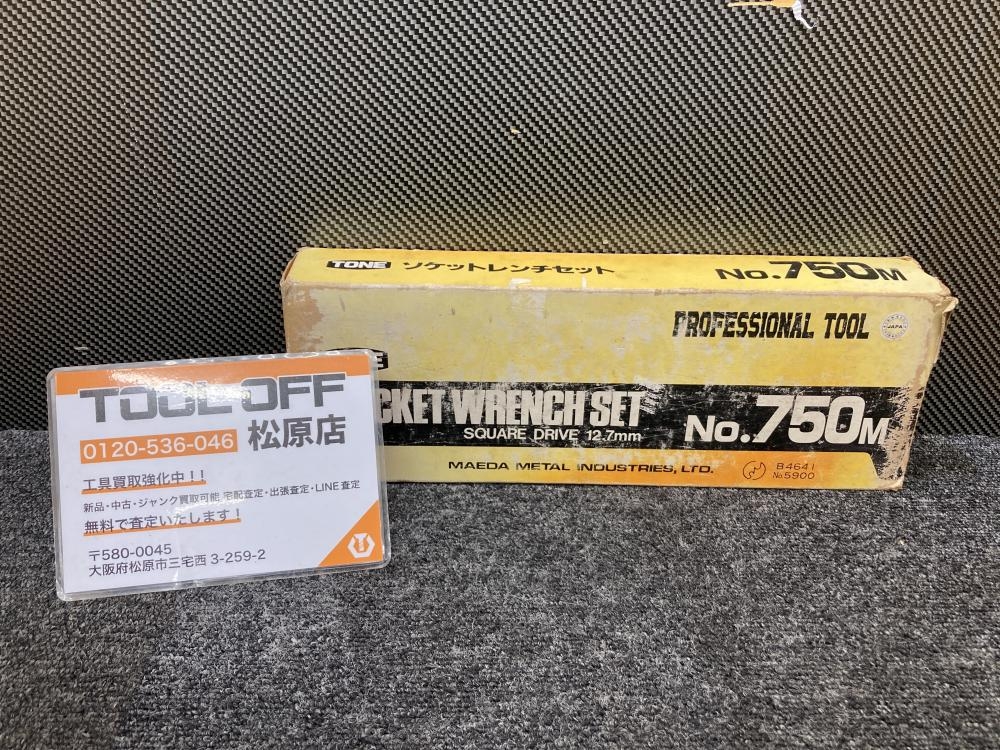 TONE ソケットレンチセット No.750M
PROFESSIONAL TOOL
JAPA
NE
CKET WRENCH SET
SQUARE DRIVE 12.7mm
No.750M
MAEDA METAL INDUSTRIES, LTD.
B4641
No5900
TOOL OFF
0120-536-046 松原店
工具買取強化中!!
新品・中古・ジャンク買取可能 宅配査定・出張査定・LINE査定
無料で査定いたします!
〒580-0045
大阪府松原市三宅西 3-259-2